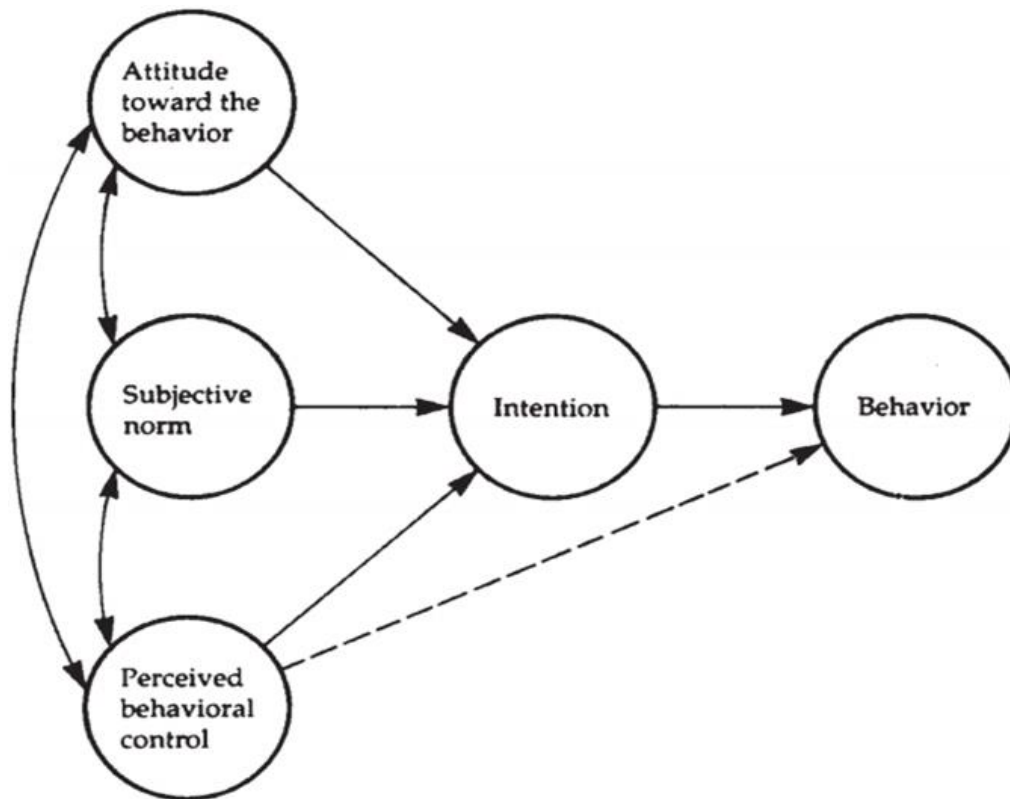 Attitude
toward the
behavior
Subjective
norm
Intention
Behavior
Perceived
behavioral
control